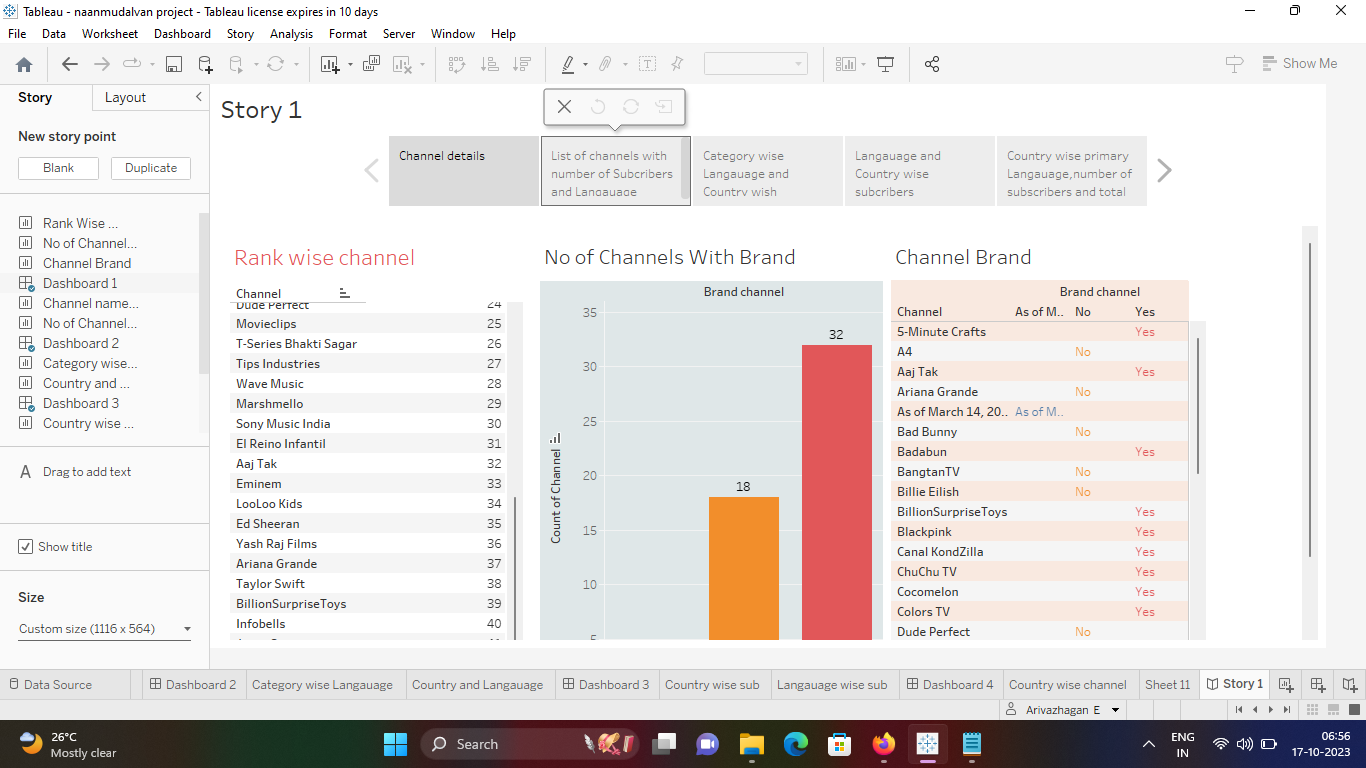 Tableau - naanmudalvan project - Tableau license expires in 10 days
File Data Worksheet Dashboard Story Analysis Format Server Window Help
Show Me
Story Layout
New story point
Blank Duplicate
Rank Wise ...
No of Channel...
Channel Brand
Dashboard 1
Channel name...
No of Channel...
Dashboard 2
Category wise...
Country and ...
Dashboard 3
Country wise ...
A Drag to add text
Show title
Size
Custom size (1116 x 564)
Story 1
Channel details
List of channels with
number of Subcribers
and Langauage
Category wise
Langauage and
Country wish
Langauage and
Country wise
subcribers
Country wise primary
Langauage,number of
subscribers and total
Rank wise channel
Channel
Dude Perfect 24
Movieclips 25
T-Series Bhakti Sagar 26
Tips Industries 27
Wave Music 28
Marshmello 29
Sony Music India 30
El Reino Infantil 31
Aaj Tak 32
Eminem 33
LooLoo Kids 34
Ed Sheeran 35
Yash Raj Films 36
Ariana Grande 37
Taylor Swift 38
BillionSurpriseToys 39
Infobells 40
No of Channels With Brand
Brand channel
Count of Channel
35
30
25
20
15
10
5
18
32
Channel Brand
Brand channel
Channel As of M.. No Yes
5-Minute Crafts Yes
A4 No
Aaj Tak Yes
Ariana Grande No
As of March 14, 20.. As of M..
Bad Bunny No
Badabun Yes
BangtanTV No
Billie Eilish No
BillionSurpriseToys Yes
Blackpink Yes
Canal KondZilla Yes
ChuChu TV Yes
Cocomelon Yes
Colors TV Yes
Dude Perfect No
Data Source Dashboard 2 Category wise Langauage Country and Langauage Dashboard 3 Country wise sub Langauage wise sub Dashboard 4 Country wise channel Sheet 11 Story 1
Arivazhagan E
26°C
Mostly clear
Search
ENG
IN
06:56
17-10-2023